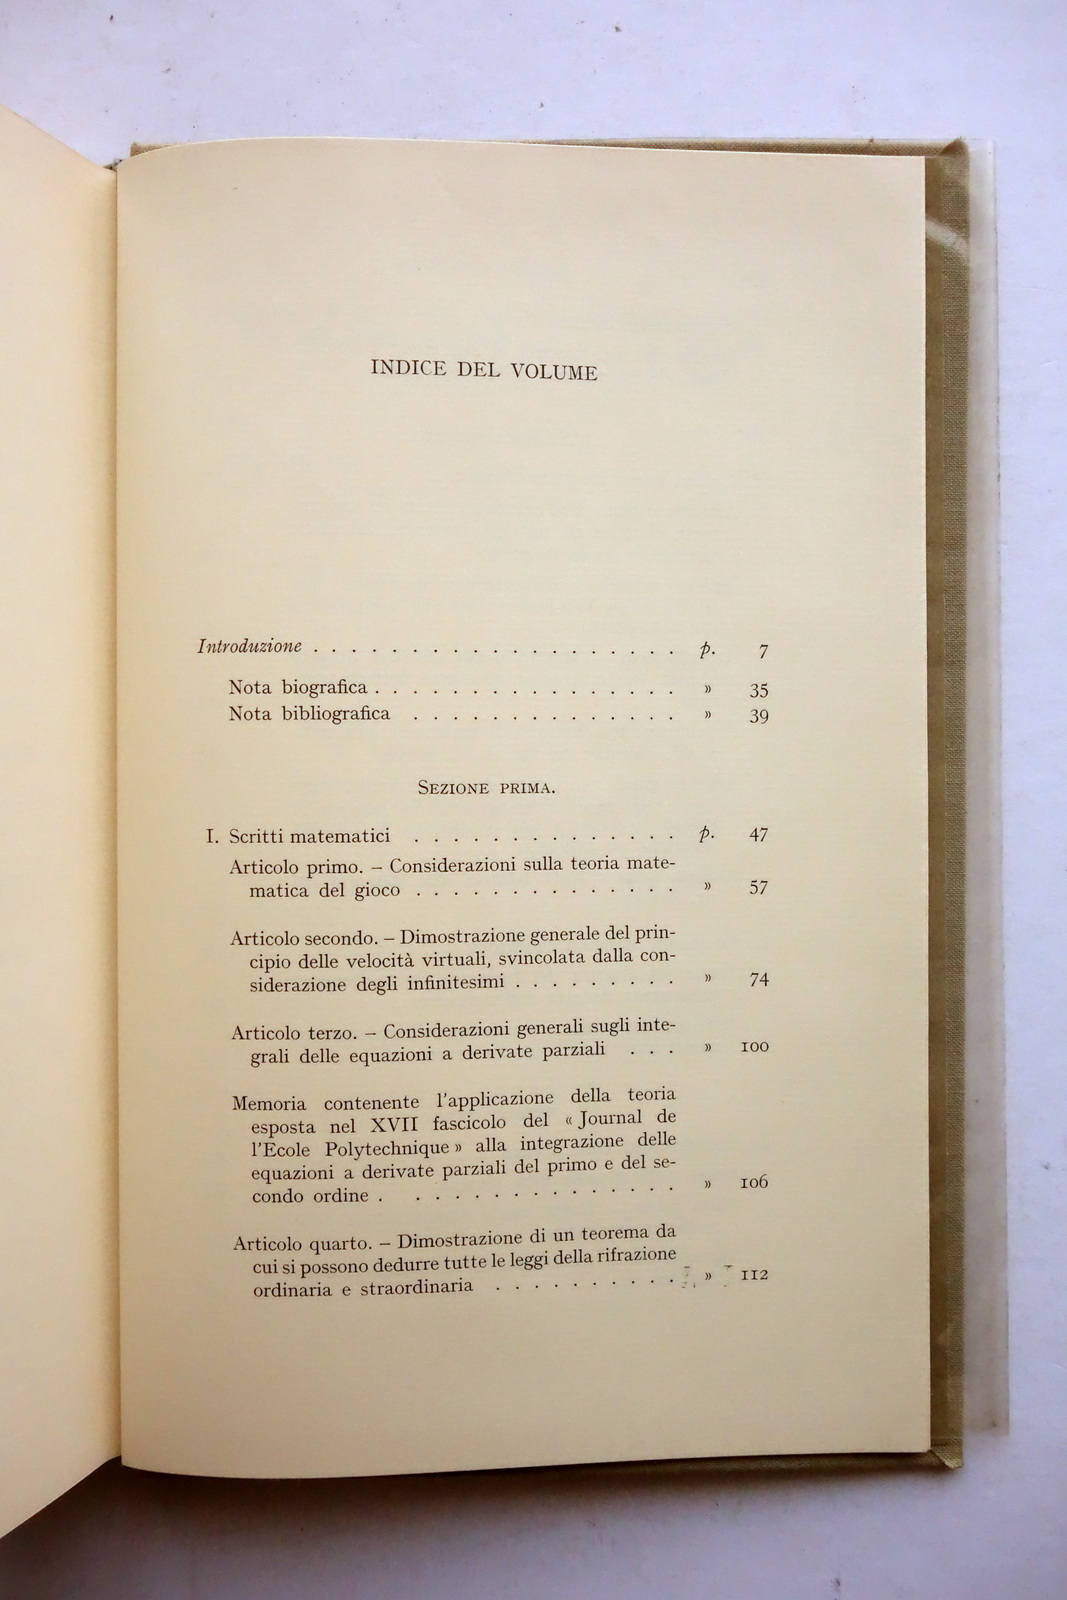 INDICE DEL VOLUME
Introduzione . . . . . . . . . . . . . . . . . . . p. 7
Nota biografica . . . . . . . . . . . . . . . . » 35
Nota bibliografica . . . . . . . . . . . . . . » 39
SEZIONE PRIMA.
I. Scritti matematici . . . . . . . . . . . . . . p. 47
Articolo primo. – Considerazioni sulla teoria mate-
matica del gioco . . . . . . . . . . . . . . » 57
Articolo secondo. – Dimostrazione generale del prin-
cipio delle velocità virtuali, svincolata dalla con-
siderazione degli infinitesimi . . . . . . . . . » 74
Articolo terzo. – Considerazioni generali sugli inte-
grali delle equazioni a derivate parziali . . . » 100
Memoria contenente l'applicazione della teoria
esposta nel XVII fascicolo del « Journal de
l'Ecole Polytechnique » alla integrazione delle
equazioni a derivate parziali del primo e del se-
condo ordine . . . . . . . . . . . . . . » 106
Articolo quarto. – Dimostrazione di un teorema da
cui si possono dedurre tutte le leggi della rifrazione
ordinaria e straordinaria . . . . . . . . . . » 112